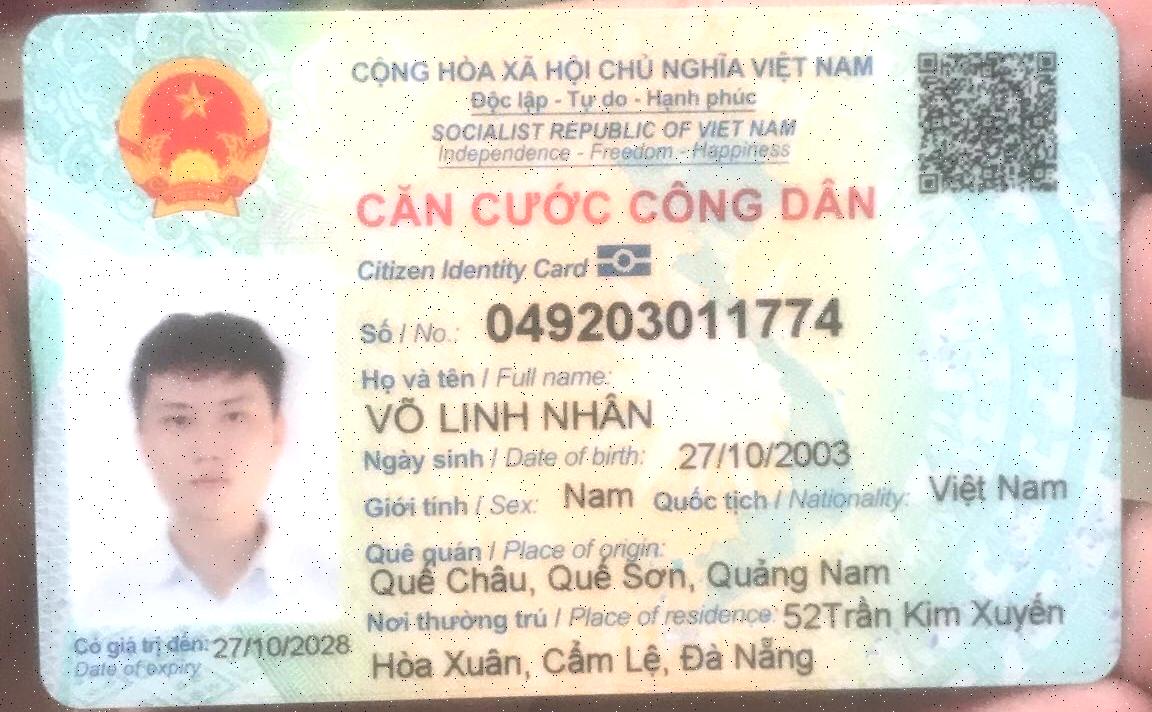 CỘNG HÒA XÃ HỘI CHỦ NGHĨA VIỆT NAM
Độc lập - Tự do - Hạnh phúc
SOCIALIST REPUBLIC OF VIET NAM
Independence - Freedom - Happiness
CĂN CƯỚC CÔNG DÂN
Citizen Identity Card
Số / No.: 049203011774
Họ và tên / Full name:
VÕ LINH NHÂN
Ngày sinh / Date of birth: 27/10/2003
Giới tính / Sex: Nam Quốc tịch / Nationality: Việt Nam
Quê quán / Place of origin:
Quế Châu, Quế Sơn, Quảng Nam
Nơi thường trú / Place of residence: 52Trần Kim Xuyến
Hòa Xuân, Cẩm Lệ, Đà Nẵng
Có giá trị đến: 27/10/2028
Date of expiry